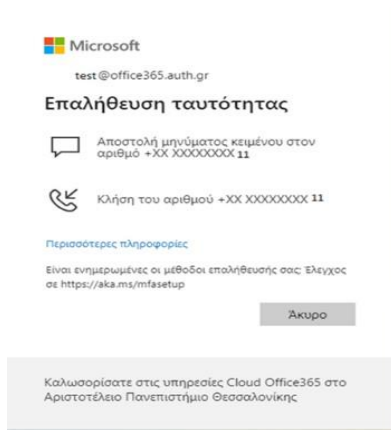 Microsoft
test@office365.auth.gr
Επαλήθευση ταυτότητας
Αποστολή μηνύματος κειμένου στον
αριθμό +XX XXXXXXXX 11
Κλήση του αριθμού +XX XXXXXXXX 11
Περισσότερες πληροφορίες
Είναι ενημερωμένες οι μέθοδοι επαλήθευσής σας; Έλεγχος
σε https://aka.ms/mfasetup
Άκυρο
Καλωσορίσατε στις υπηρεσίες Cloud Office365 στο
Αριστοτέλειο Πανεπιστήμιο Θεσσαλονίκης